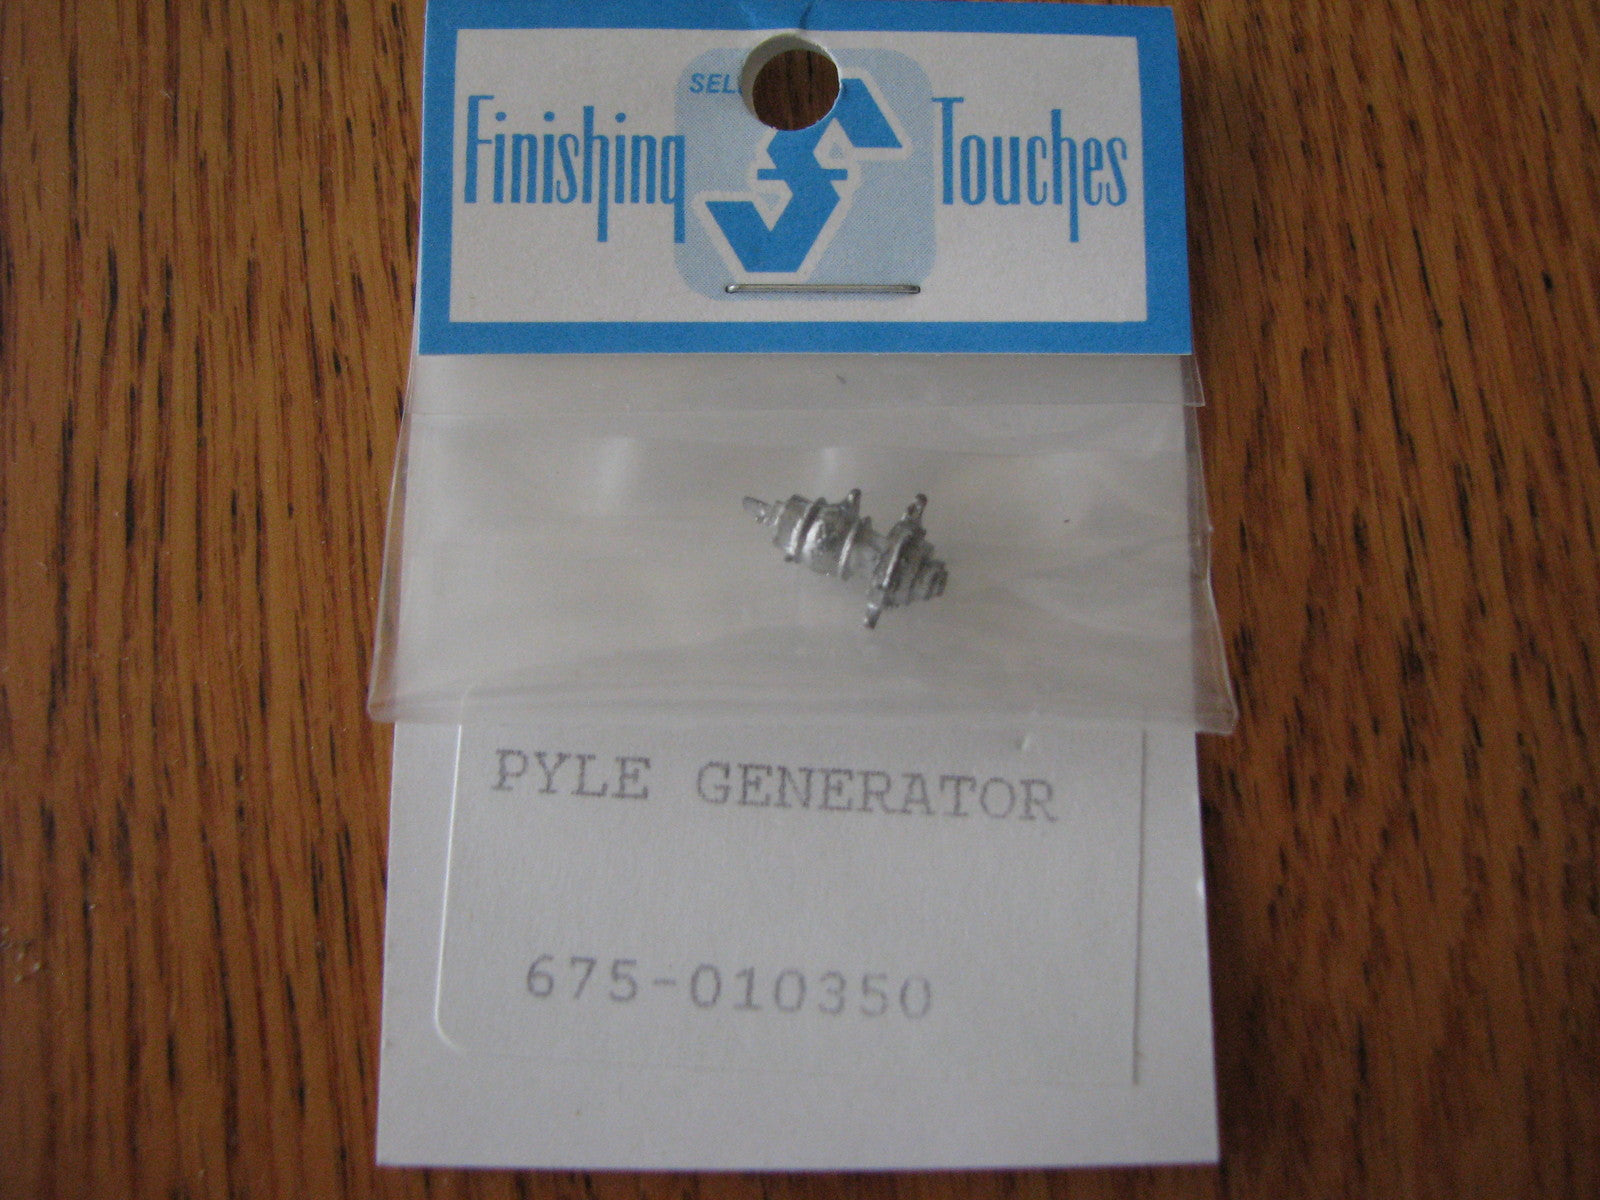 Finishing Touches
PYLE GENERATOR
675-010350